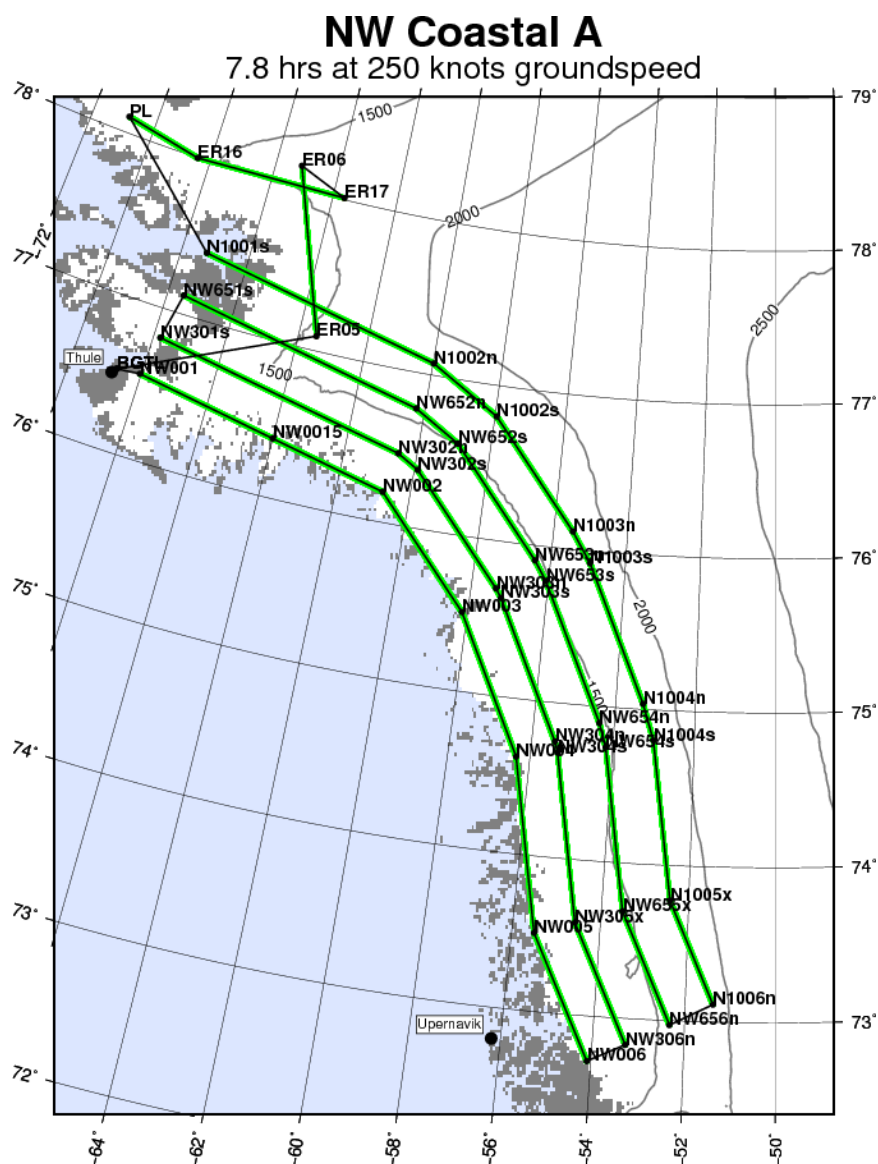 NW Coastal A
7.8 hrs at 250 knots groundspeed
78°
79°
PL
1500
ER16
ER06
ER17
2000
-72°
77°
N1001s
78°
NW651s
2500
NW301s
ER05
Thule
BGTL
NW001
1500
N1002n
77°
NW652n
N1002s
76°
NW0015
NW652s
NW302n
NW302s
NW002
N1003n
NW653n
N1003s
76°
NW653s
75°
NW303n
NW303s
NW003
2000
1500
N1004n
75°
NW654n
N1004s
NW304n
NW654s
NW304s
NW004
74°
74°
N1005x
NW655x
NW305x
73°
NW005
N1006n
NW656n
73°
Upernavik
NW306n
NW006
72°
-64°
-62°
-60°
-58°
-56°
-54°
-52°
-50°